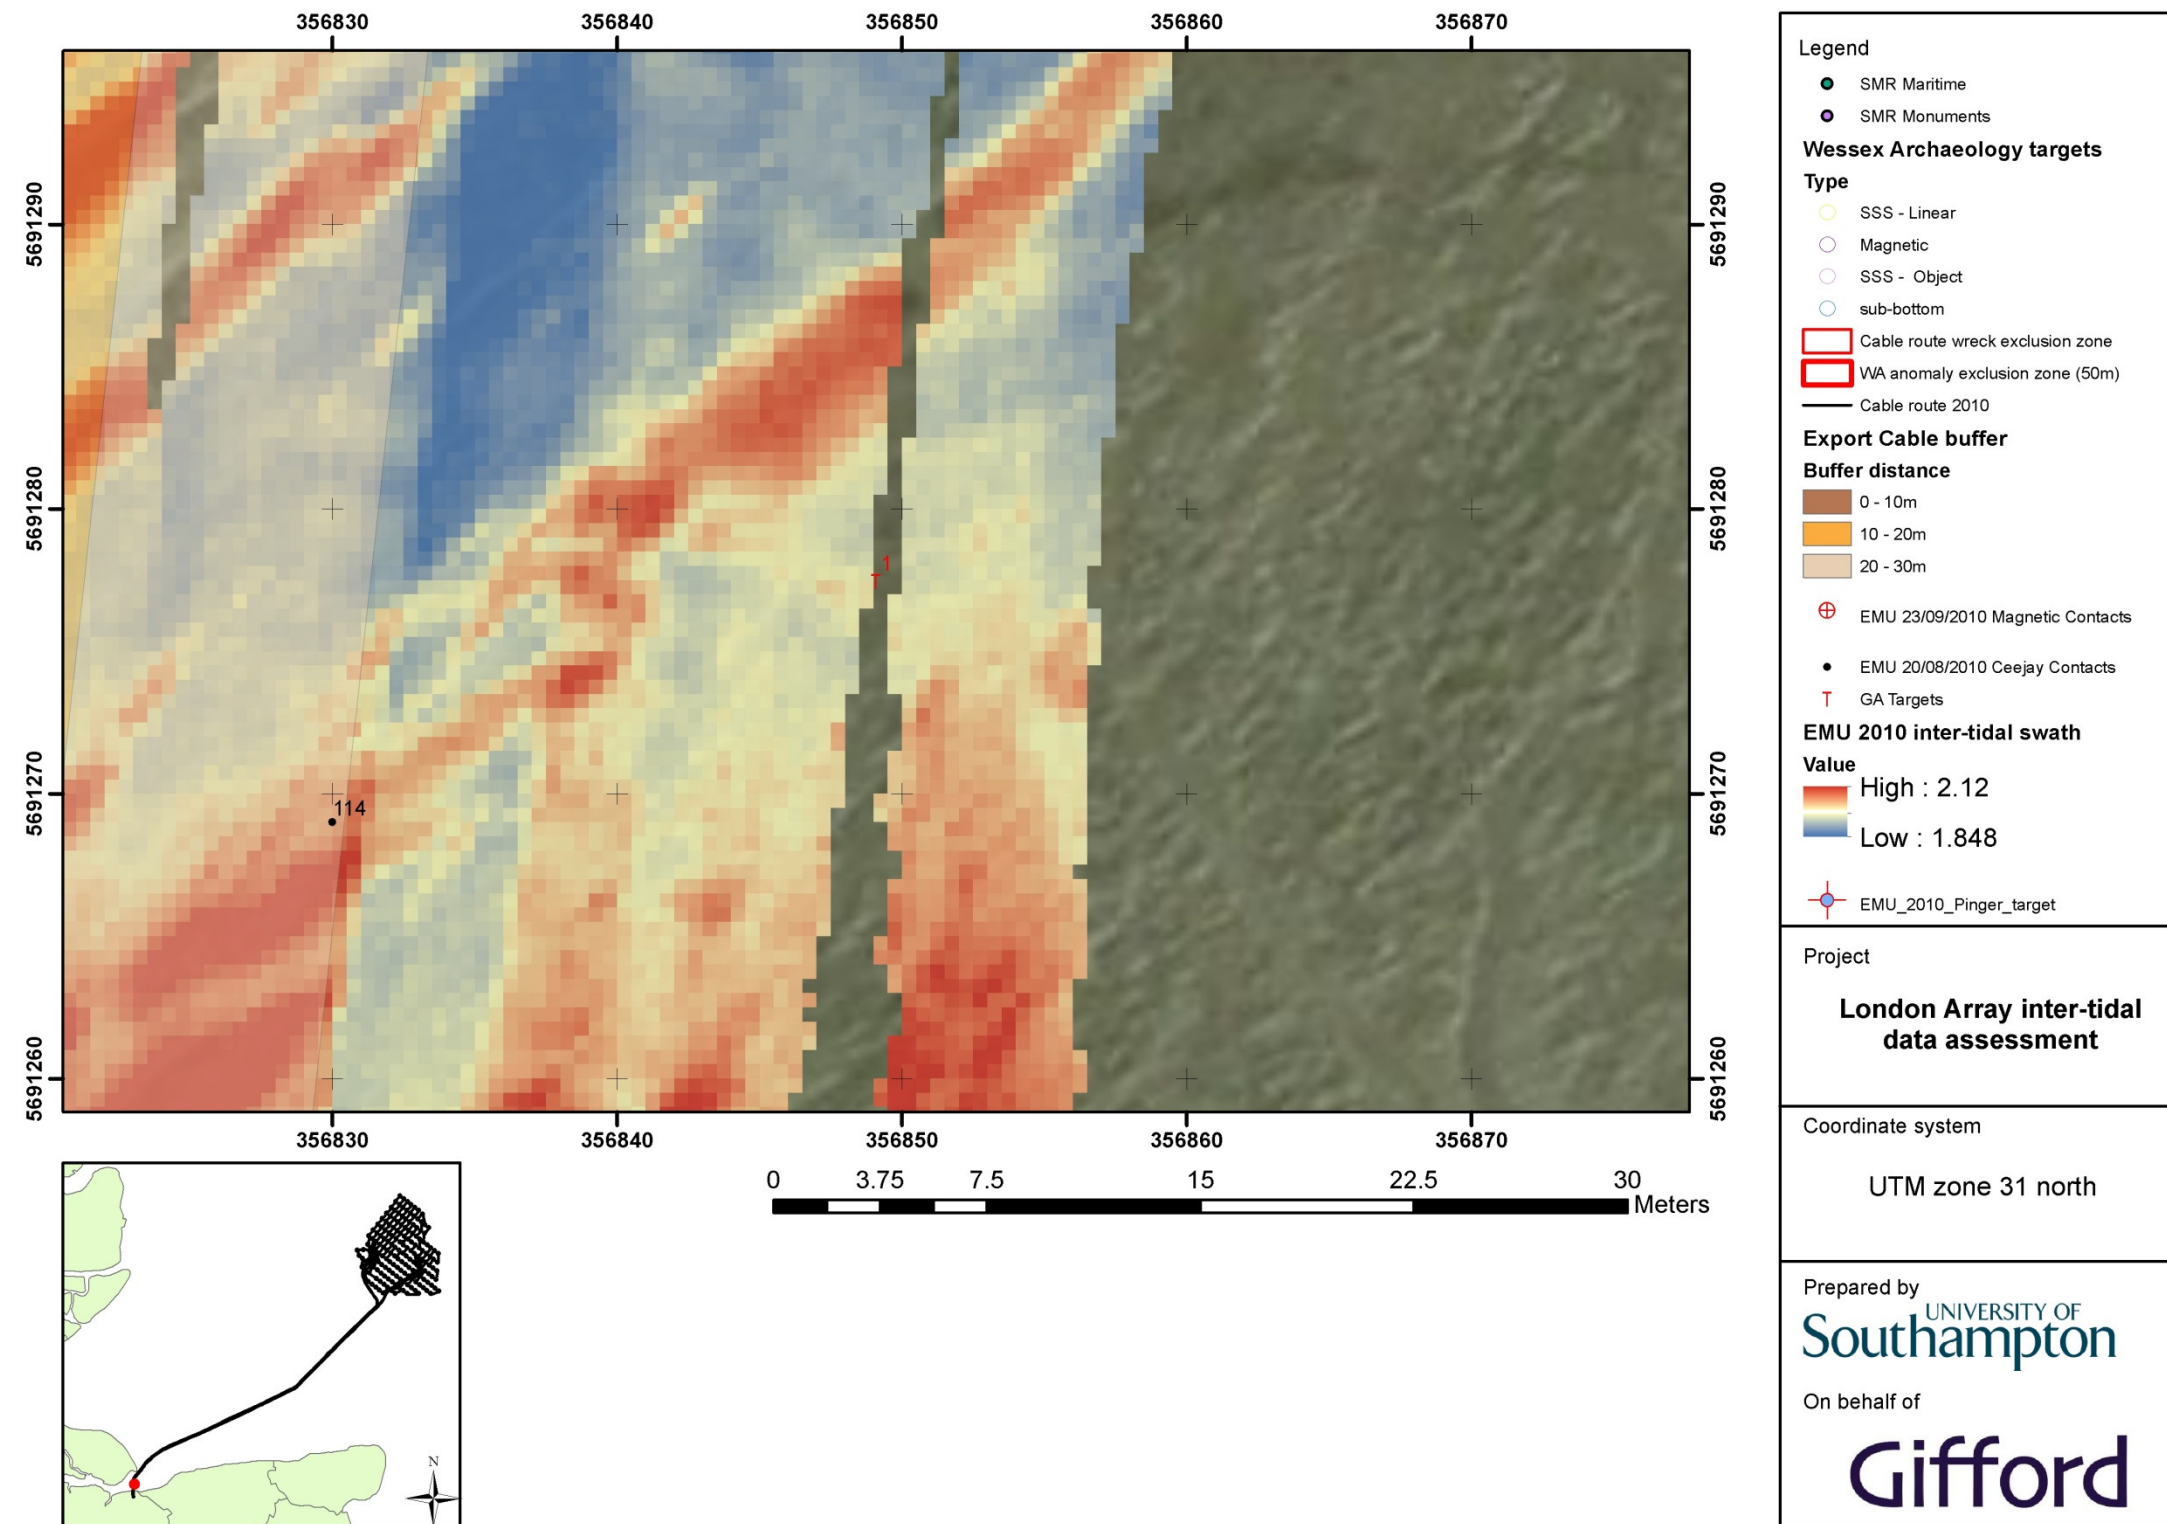 356830 356840 356850 356860 356870
5691290 5691290
5691280 5691280
1
T
5691270 5691270
114
5691260 5691260
356830 356840 356850 356860 356870
0 3.75 7.5 15 22.5 30
Meters
N
Legend
SMR Maritime
SMR Monuments
Wessex Archaeology targets
Type
SSS - Linear
Magnetic
SSS - Object
sub-bottom
Cable route wreck exclusion zone
WA anomaly exclusion zone (50m)
Cable route 2010
Export Cable buffer
Buffer distance
0 - 10m
10 - 20m
20 - 30m
EMU 23/09/2010 Magnetic Contacts
EMU 20/08/2010 Ceejay Contacts
T GA Targets
EMU 2010 inter-tidal swath
Value
High : 2.12
Low : 1.848
EMU_2010_Pinger_target
Project
London Array inter-tidal
data assessment
Coordinate system
UTM zone 31 north
Prepared by
UNIVERSITY OF
Southampton
On behalf of
Gifford